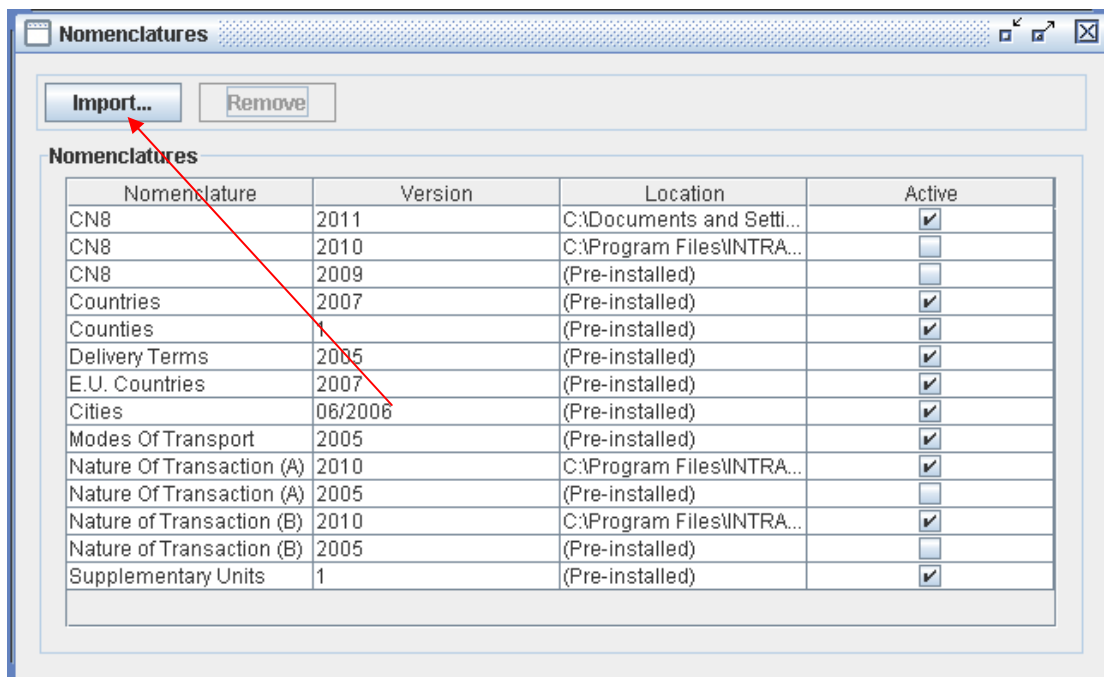 Nomenclatures
Import... Remove
Nomenclatures
Nomenclature Version Location Active
CN8 2011 C:\Documents and Setti...
CN8 2010 C:\Program Files\INTRA...
CN8 2009 (Pre-installed)
Countries 2007 (Pre-installed)
Counties 1 (Pre-installed)
Delivery Terms 2005 (Pre-installed)
E.U. Countries 2007 (Pre-installed)
Cities 06/2006 (Pre-installed)
Modes Of Transport 2005 (Pre-installed)
Nature Of Transaction (A) 2010 C:\Program Files\INTRA...
Nature Of Transaction (A) 2005 (Pre-installed)
Nature of Transaction (B) 2010 C:\Program Files\INTRA...
Nature of Transaction (B) 2005 (Pre-installed)
Supplementary Units 1 (Pre-installed)